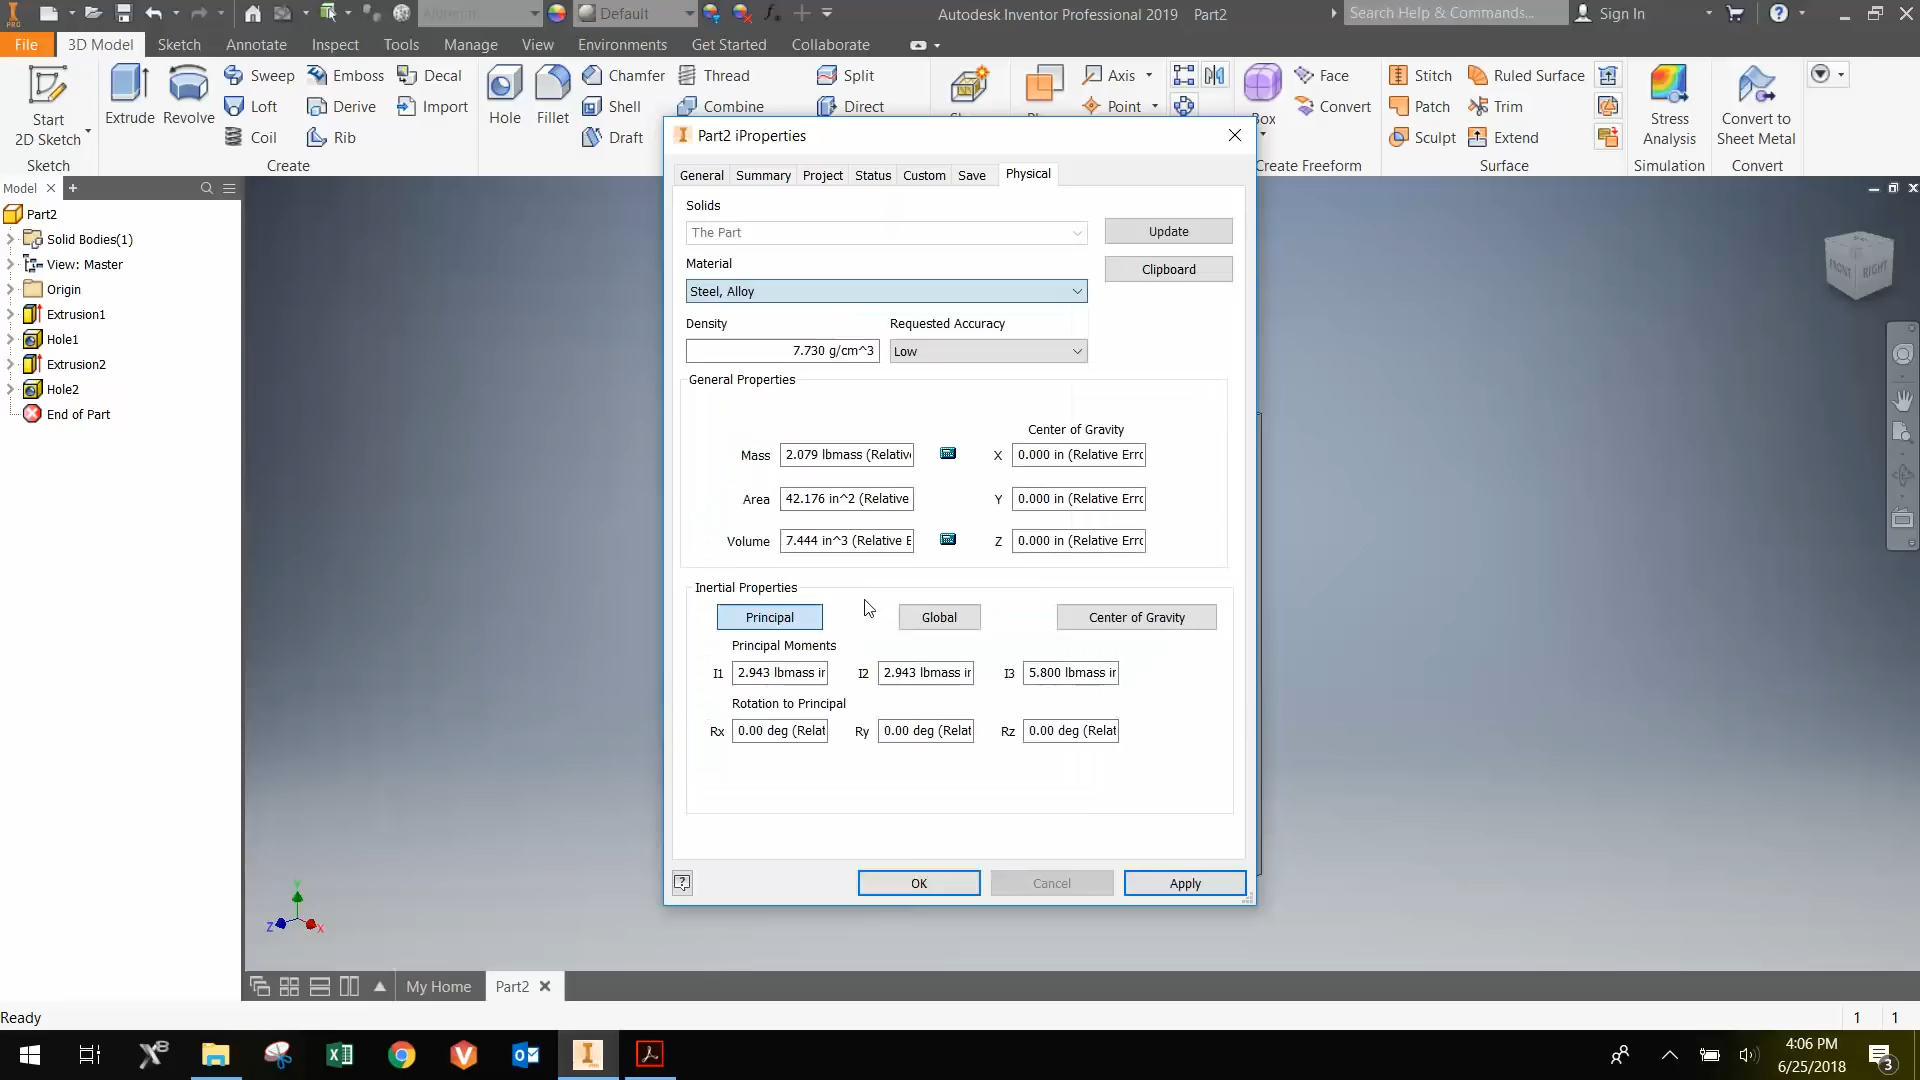 Default
Autodesk Inventor Professional 2019 Part2
Search Help & Commands...
Sign In
File
3D Model
Sketch
Annotate
Inspect
Tools
Manage
View
Environments
Get Started
Collaborate
Start
2D Sketch
Sketch
Extrude
Revolve
Sweep
Emboss
Decal
Loft
Derive
Import
Coil
Rib
Create
Hole
Fillet
Chamfer
Thread
Split
Shell
Combine
Direct
Draft
Axis
Point
Box
Face
Convert
Create Freeform
Stitch
Ruled Surface
Patch
Trim
Sculpt
Extend
Surface
Stress
Analysis
Simulation
Convert to
Sheet Metal
Convert
Model
Part2
Solid Bodies(1)
View: Master
Origin
Extrusion1
Hole1
Extrusion2
Hole2
End of Part
Part2 iProperties
General
Summary
Project
Status
Custom
Save
Physical
Solids
The Part
Update
Material
Clipboard
Steel, Alloy
Density
Requested Accuracy
7.730 g/cm^3
Low
General Properties
Center of Gravity
Mass
2.079 lbmass (Relativ
X
0.000 in (Relative Erro
Area
42.176 in^2 (Relative
Y
0.000 in (Relative Erro
Volume
7.444 in^3 (Relative E
Z
0.000 in (Relative Erro
Inertial Properties
Principal
Global
Center of Gravity
Principal Moments
I1
2.943 lbmass in
I2
2.943 lbmass in
I3
5.800 lbmass in
Rotation to Principal
Rx
0.00 deg (Relat
Ry
0.00 deg (Relat
Rz
0.00 deg (Relat
OK
Cancel
Apply
FRONT
RIGHT
Y
Z
X
My Home
Part2
Ready
1
1
4:06 PM
6/25/2018
3